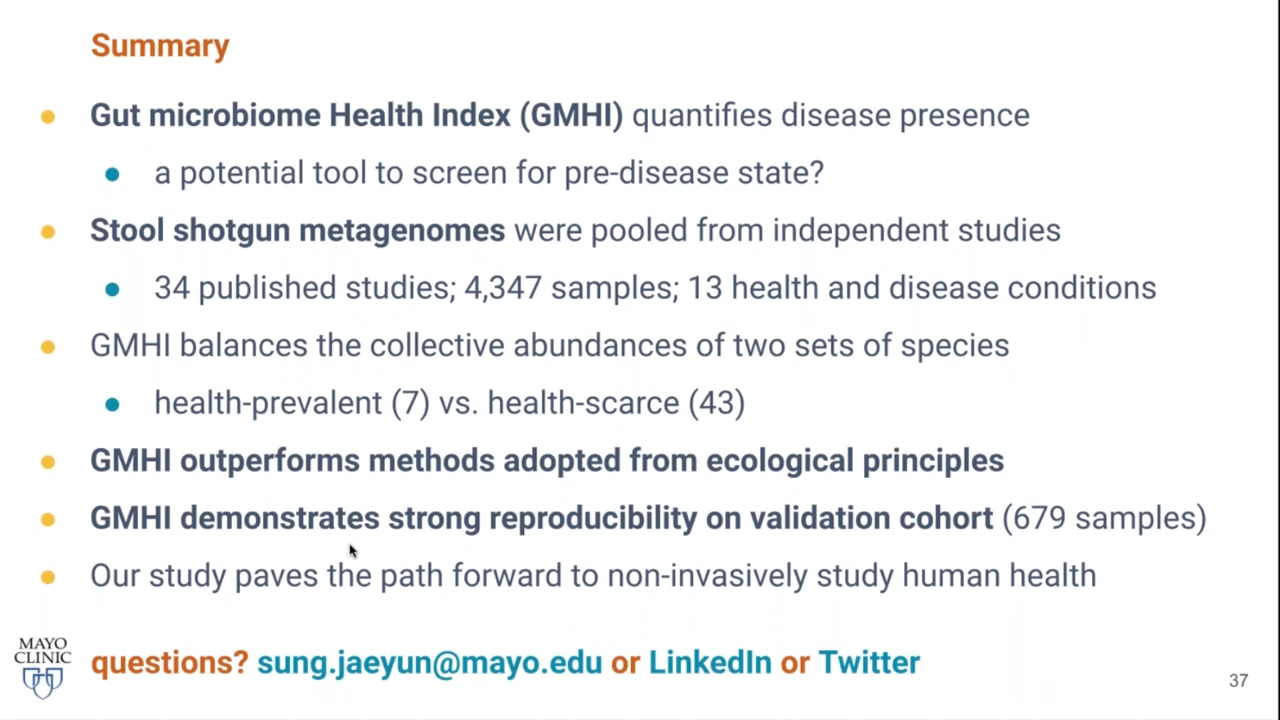 Summary
Gut microbiome Health Index (GMHI) quantifies disease presence
a potential tool to screen for pre-disease state?
Stool shotgun metagenomes were pooled from independent studies
34 published studies; 4,347 samples; 13 health and disease conditions
GMHI balances the collective abundances of two sets of species
health-prevalent (7) vs. health-scarce (43)
GMHI outperforms methods adopted from ecological principles
GMHI demonstrates strong reproducibility on validation cohort (679 samples)
Our study paves the path forward to non-invasively study human health
MAYO
CLINIC
questions? sung.jaeyun@mayo.edu or LinkedIn or Twitter
37